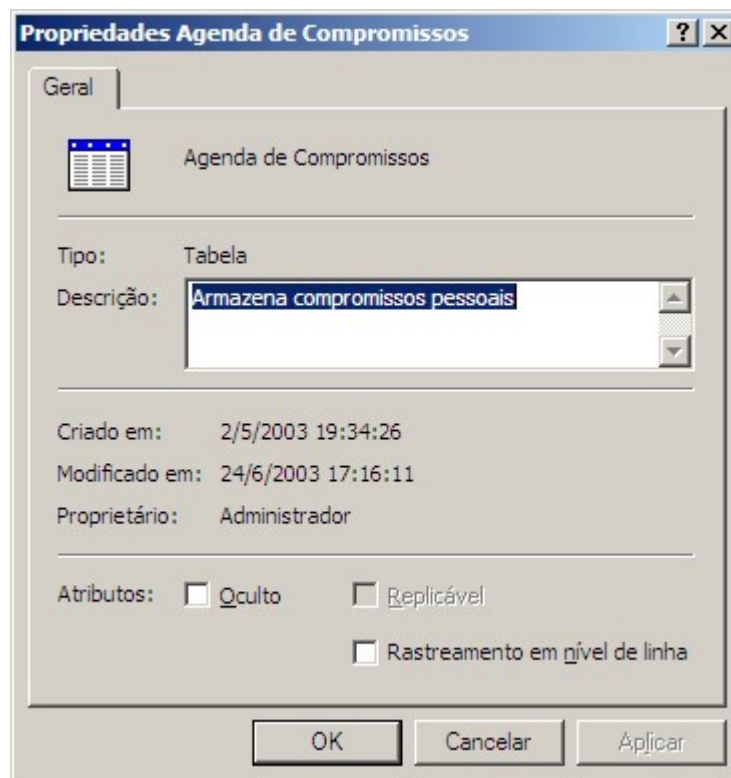 Propriedades Agenda de Compromissos
Geral
Agenda de Compromissos
Tipo: Tabela
Descrição: Armazena compromissos pessoais
Criado em: 2/5/2003 19:34:26
Modificado em: 24/6/2003 17:16:11
Proprietário: Administrador
Atributos: Oculto Replicável
Rastreamento em nível de linha
OK Cancelar Aplicar